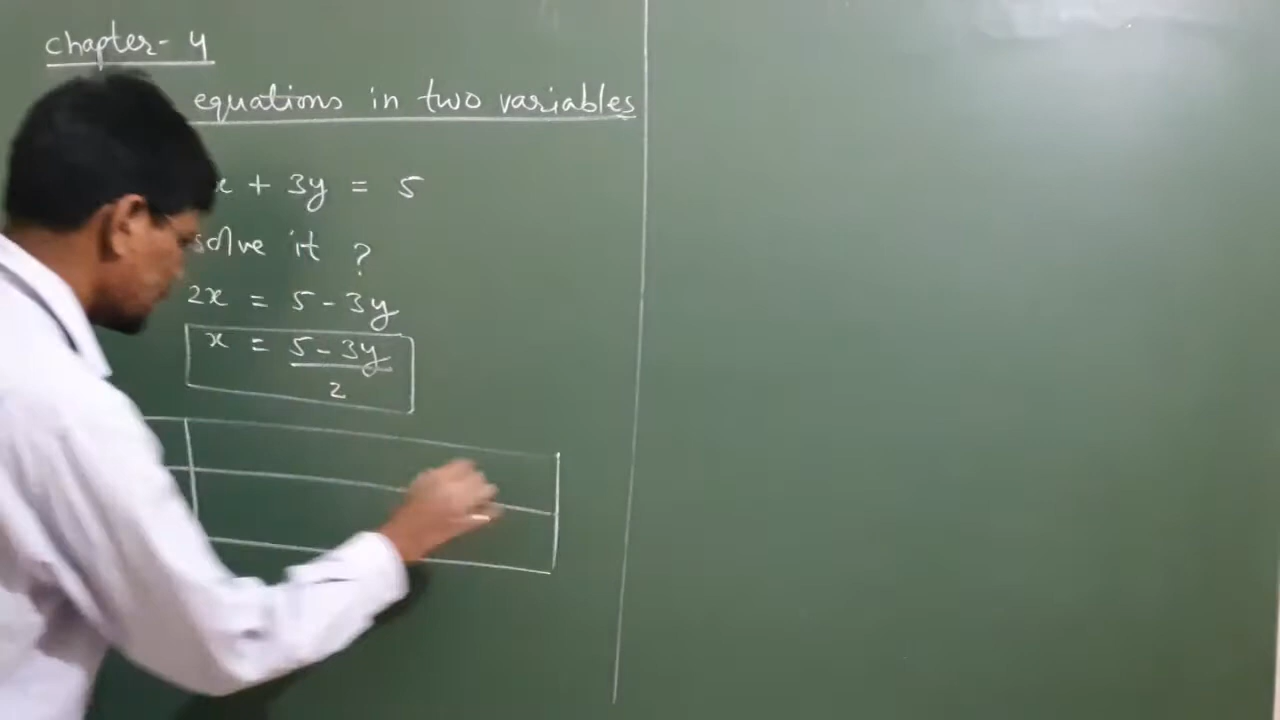 chapter- 4
equations in two variables
x + 3y = 5
solve it ?
2x = 5 - 3y
x = 5 - 3y
2